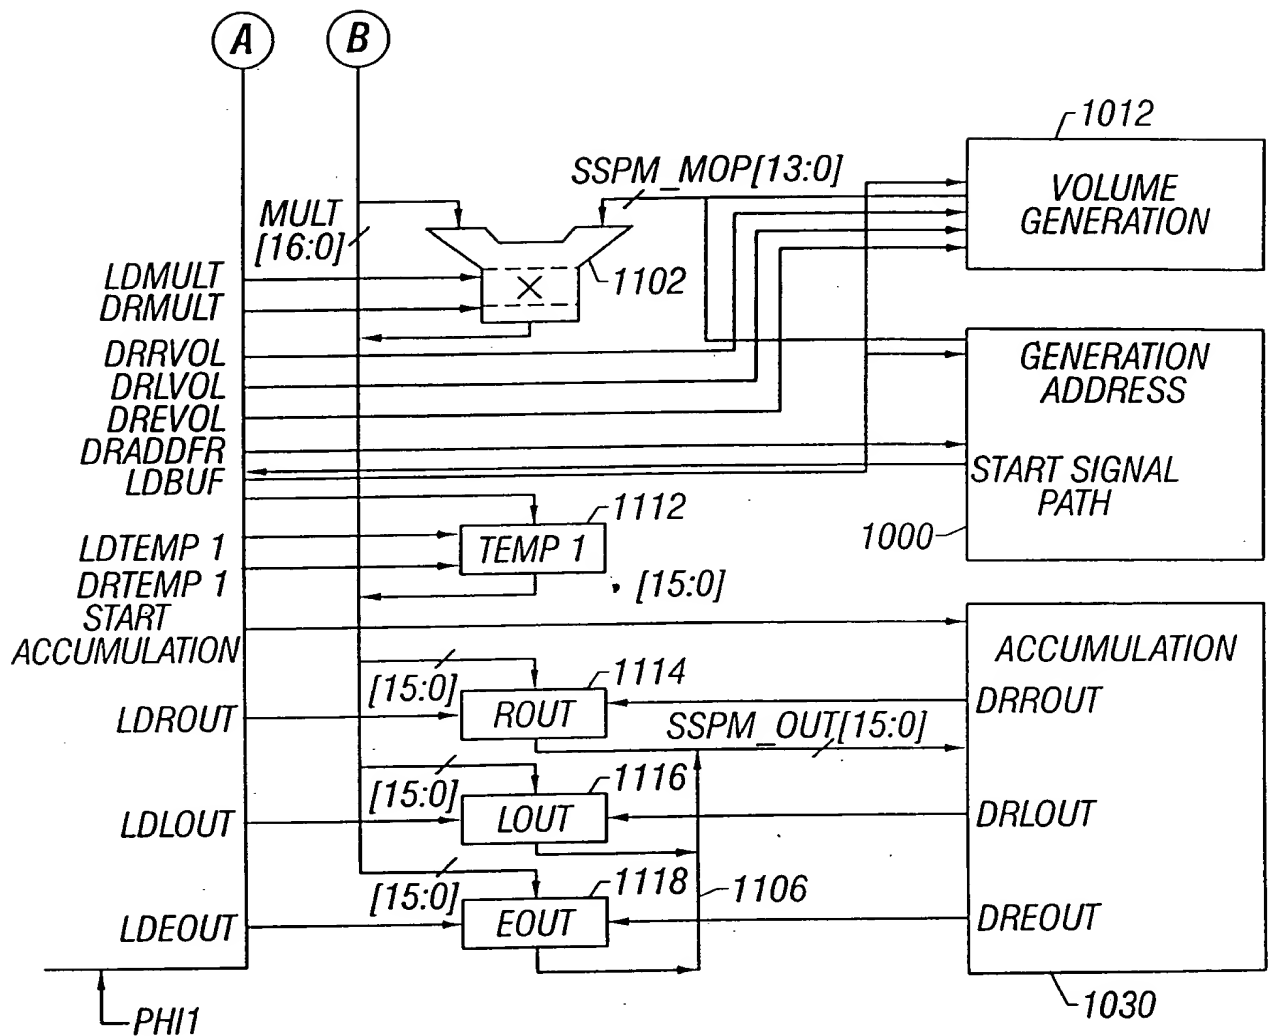 A
B
1012
SSPM_MOP[13:0]
VOLUME
GENERATION
MULT
[16:0]
LDMULT
X
1102
DRMULT
DRRVOL
GENERATION
ADDRESS
DRLVOL
DREVOL
DRADDFR
LDBUF
START SIGNAL
PATH
1112
1000
LDTEMP 1
TEMP 1
DRTEMP 1
[15:0]
START
ACCUMULATION
ACCUMULATION
[15:0]
1114
LDROUT
ROUT
DRROUT
SSPM_OUT[15:0]
[15:0]
1116
LDLOUT
LOUT
DRLOUT
[15:0]
1118
1106
LDEOUT
EOUT
DREOUT
1030
PHI1